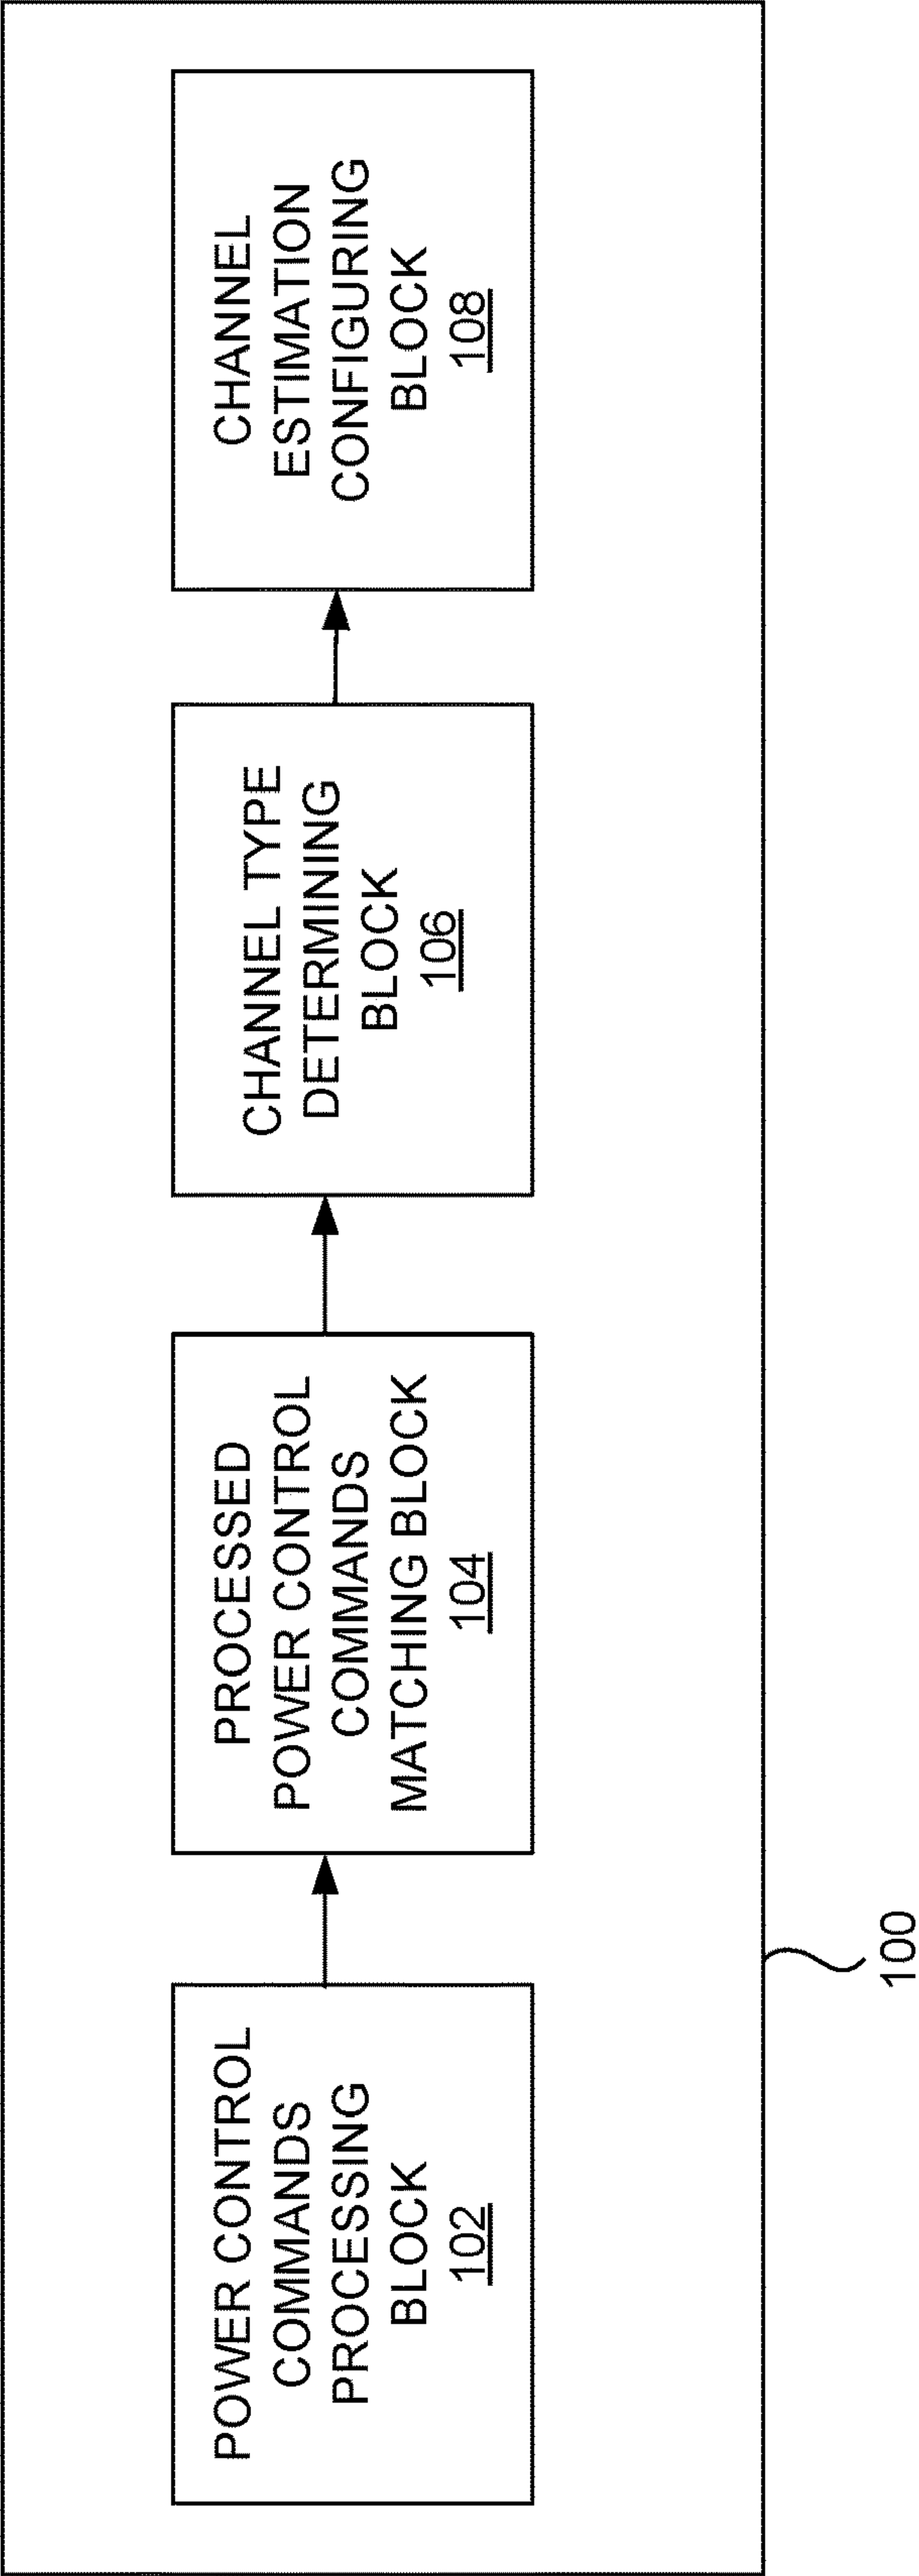 POWER CONTROL
COMMANDS
PROCESSING
BLOCK
102
PROCESSED
POWER CONTROL
COMMANDS
MATCHING BLOCK
104
CHANNEL TYPE
DETERMINING
BLOCK
106
CHANNEL
ESTIMATION
CONFIGURING
BLOCK
108
100